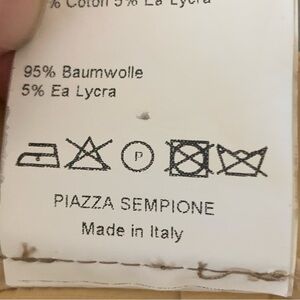 % Coton 5% Ea Lycra
95% Baumwolle
5% Ea Lycra
P
PIAZZA SEMPIONE
Made in Italy